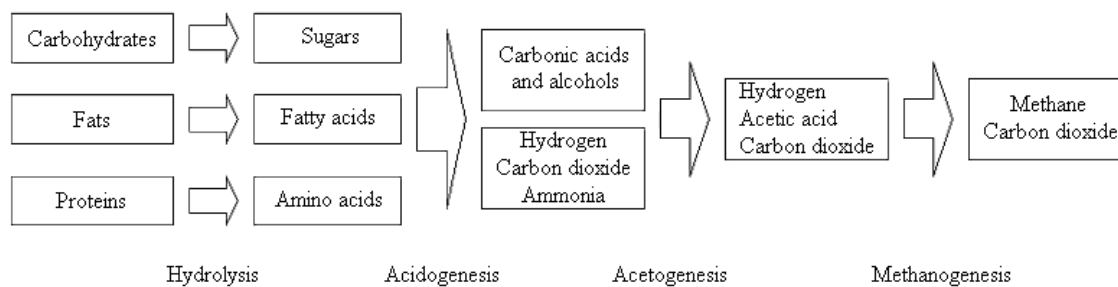 Carbohydrates
Sugars
Fats
Fatty acids
Proteins
Amino acids
Carbonic acids
and alcohols
Hydrogen
Carbon dioxide
Ammonia
Hydrogen
Acetic acid
Carbon dioxide
Methane
Carbon dioxide
Hydrolysis
Acidogenesis
Acetogenesis
Methanogenesis